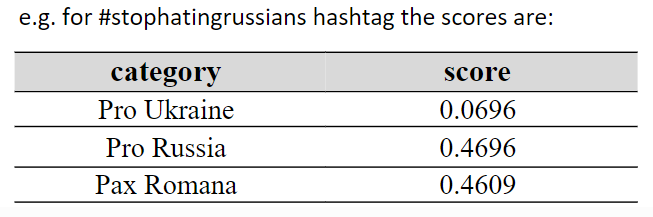 e.g. for #stophatingrussians hashtag the scores are:
category score
Pro Ukraine 0.0696
Pro Russia 0.4696
Pax Romana 0.4609